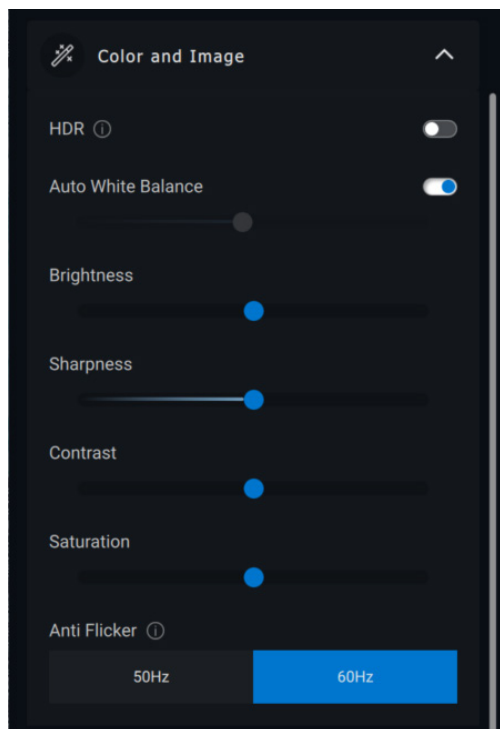 Color and Image
HDR
Auto White Balance
Brightness
Sharpness
Contrast
Saturation
Anti Flicker
50Hz 60Hz